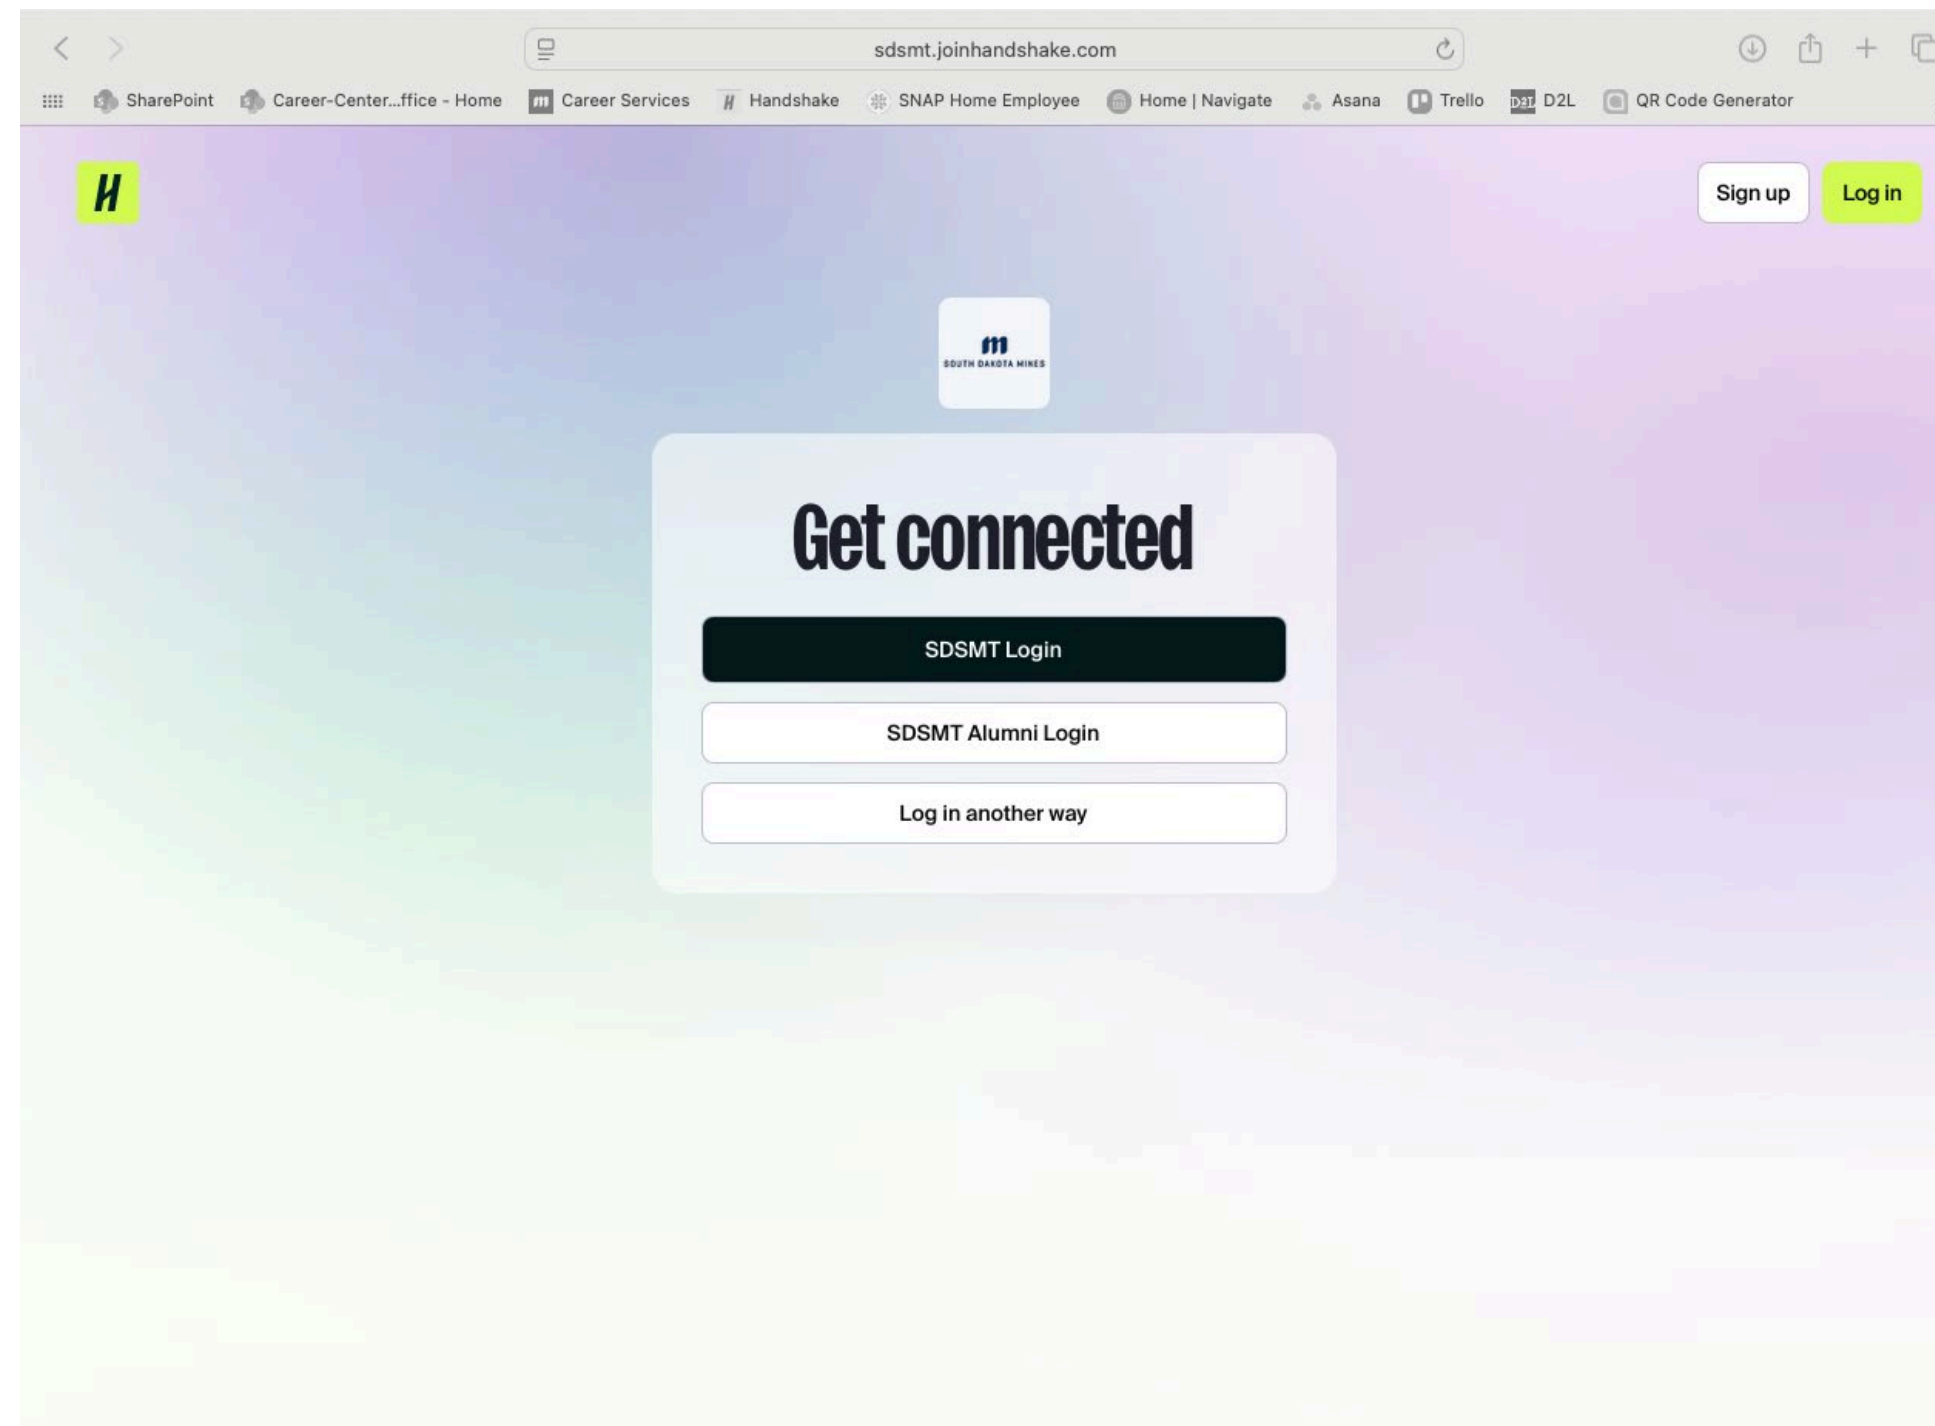 sdsmt.joinhandshake.com
SharePoint Career-Center...ffice - Home m Career Services H Handshake SNAP Home Employee Home | Navigate Asana Trello D2L D2L QR Code Generator
H Sign up Log in
m
SOUTH DAKOTA MINES
Get connected
SDSMT Login
SDSMT Alumni Login
Log in another way